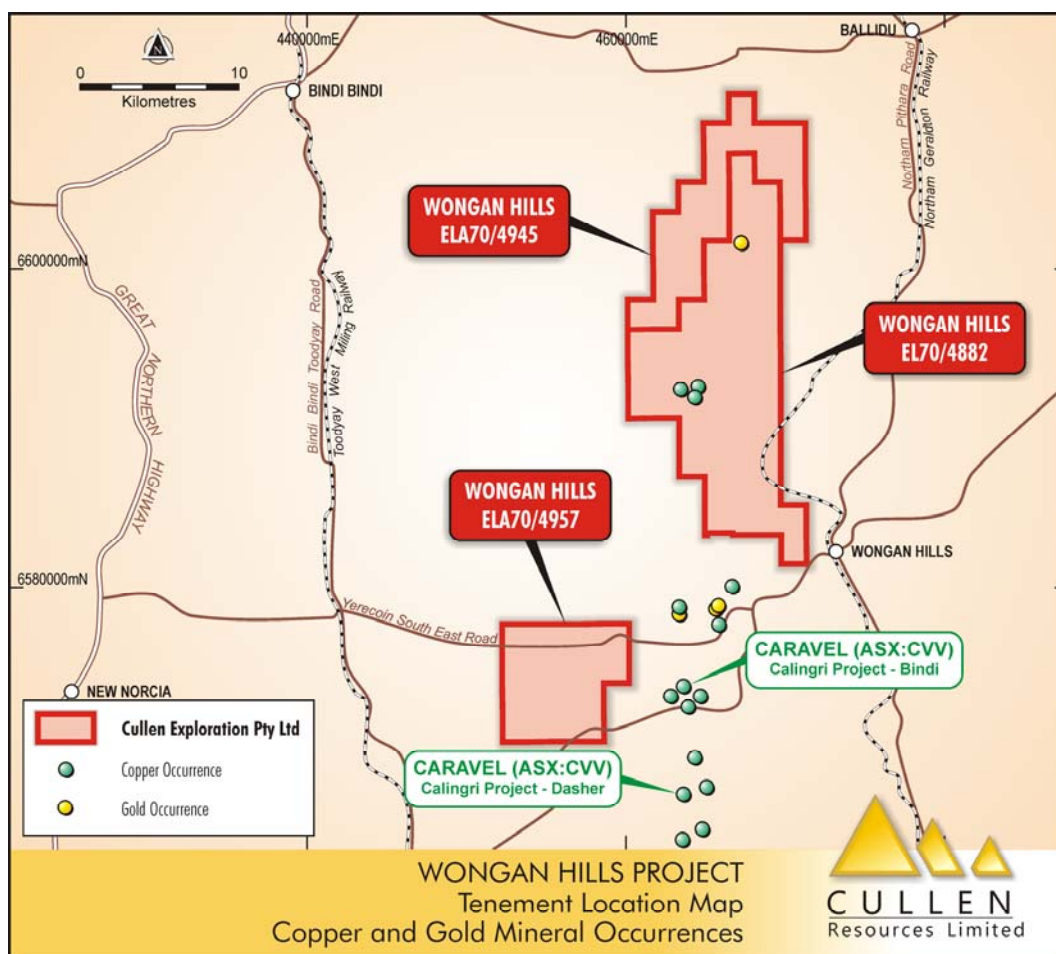 440000mE
460000mE
BALLIDU
0
10
Kilometres
BINDI BINDI
Northam Pithara Road
Northam Geraldton Railway
WONGAN HILLS
ELA70/4945
6600000mN
GREAT NORTHERN HIGHWAY
Bindi Bindi Toodyay Road
Toodyay West Miling Railway
WONGAN HILLS
EL70/4882
WONGAN HILLS
ELA70/4957
WONGAN HILLS
6580000mN
Yerecoin South East Road
CARAVEL (ASX:CVV)
Calingri Project - Bindi
NEW NORCIA
Cullen Exploration Pty Ltd
Copper Occurrence
Gold Occurrence
CARAVEL (ASX:CVV)
Calingri Project - Dasher
WONGAN HILLS PROJECT
Tenement Location Map
Copper and Gold Mineral Occurrences
CULLEN
Resources Limited